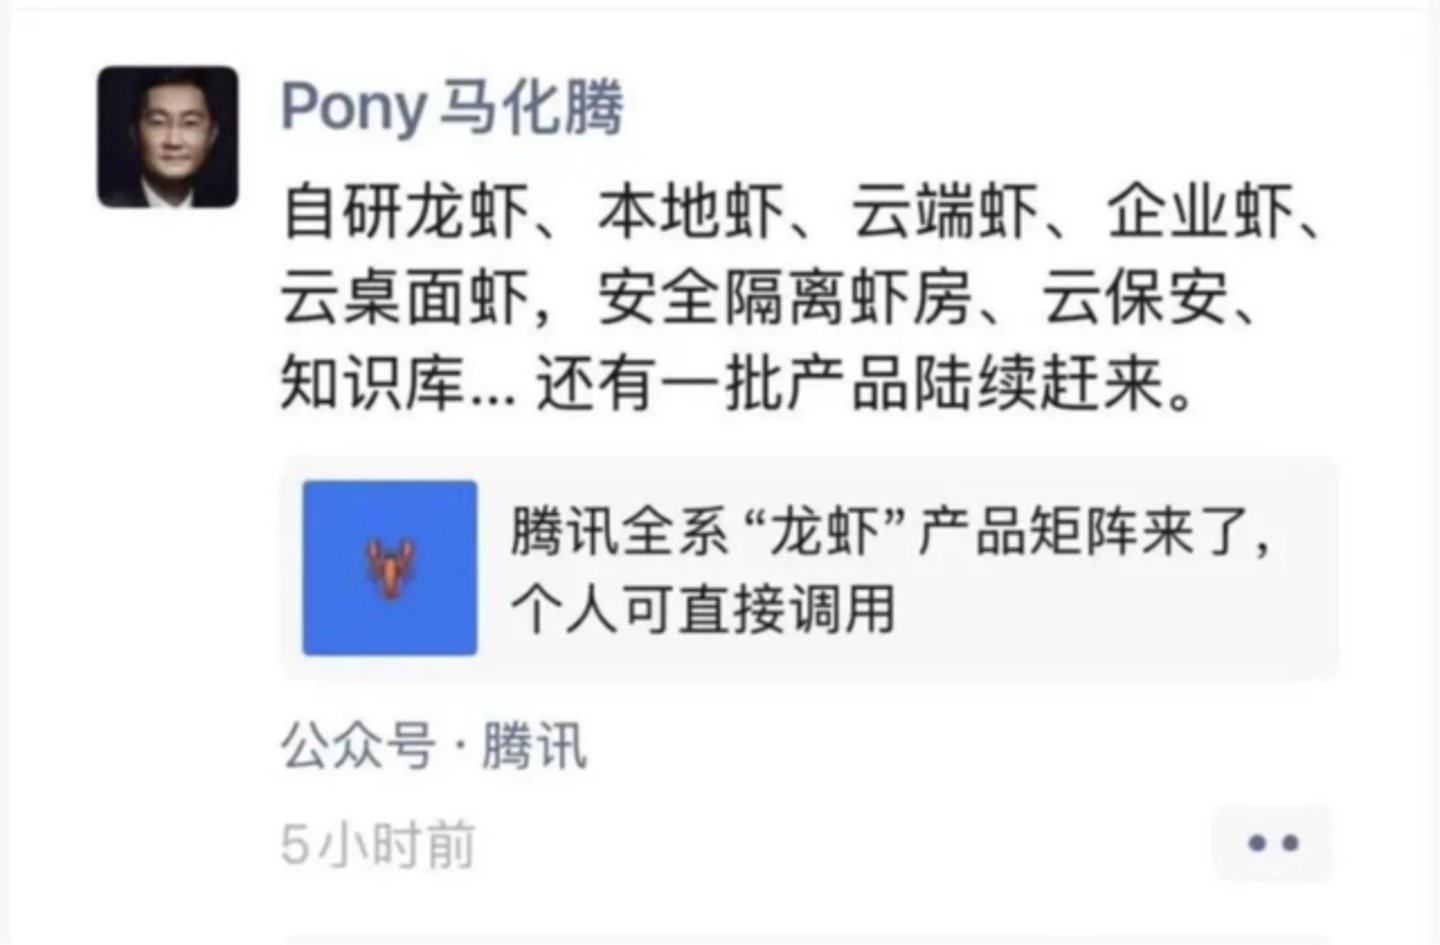 Pony马化腾
自研龙虾、本地虾、云端虾、企业虾、
云桌面虾，安全隔离虾房、云保安、
知识库... 还有一批产品陆续赶来。
腾讯全系“龙虾”产品矩阵来了，
个人可直接调用
公众号 · 腾讯
5小时前